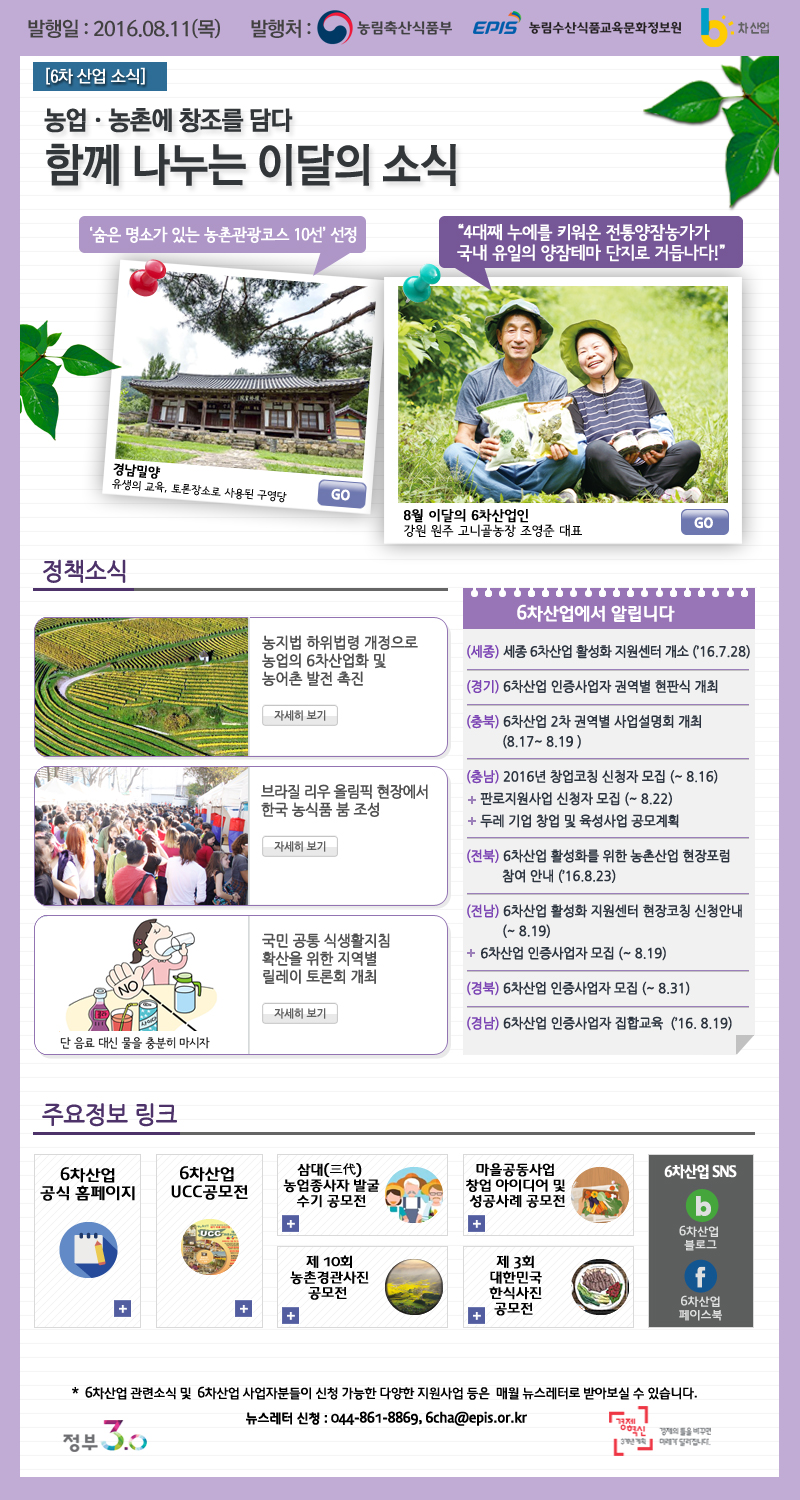 발행일 : 2016.08.11(목) 발행처 : 농림축산식품부 EPIS 농림수산식품교육문화정보원 차 산업
[6차 산업 소식]
농업 · 농촌에 창조를 담다
함께 나누는 이달의 소식
‘숨은 명소가 있는 농촌관광코스 10선’ 선정
“4대째 누에를 키워온 전통양잠농가가
국내 유일의 양잠테마 단지로 거듭나다!”
경남밀양
유생의 교육, 토론장소로 사용된 구영당
GO
8월 이달의 6차산업인
강원 원주 고니골농장 조영준 대표
GO
정책소식
농지법 하위법령 개정으로
농업의 6차산업화 및
농어촌 발전 촉진
자세히 보기
브라질 리우 올림픽 현장에서
한국 농식품 붐 조성
자세히 보기
NO
단 음료 대신 물을 충분히 마시자
국민 공통 식생활지침
확산을 위한 지역별
릴레이 토론회 개최
자세히 보기
6차산업에서 알립니다
(세종) 세종 6차산업 활성화 지원센터 개소 (’16.7.28)
(경기) 6차산업 인증사업자 권역별 현판식 개최
(충북) 6차산업 2차 권역별 사업설명회 개최
(8.17~ 8.19 )
(충남) 2016년 창업코칭 신청자 모집 (~ 8.16)
+ 판로지원사업 신청자 모집 (~ 8.22)
+ 두레 기업 창업 및 육성사업 공모계획
(전북) 6차산업 활성화를 위한 농촌산업 현장포럼
참여 안내 (’16.8.23)
(전남) 6차산업 활성화 지원센터 현장코칭 신청안내
(~ 8.19)
+ 6차산업 인증사업자 모집 (~ 8.19)
(경북) 6차산업 인증사업자 모집 (~ 8.31)
(경남) 6차산업 인증사업자 집합교육 (’16. 8.19)
주요정보 링크
6차산업
공식 홈페이지
+
6차산업
UCC공모전
UCC
+
삼대(三代)
농업종사자 발굴
수기 공모전
+
마을공동사업
창업 아이디어 및
성공사례 공모전
+
제 10회
농촌경관사진
공모전
+
제 3회
대한민국
한식사진
공모전
+
6차산업 SNS
b
6차산업
블로그
f
6차산업
페이스북
* 6차산업 관련소식 및 6차산업 사업자분들이 신청 가능한 다양한 지원사업 등은 매월 뉴스레터로 받아보실 수 있습니다.
뉴스레터 신청 : 044-861-8869, 6cha@epis.or.kr
정부 3.0
경제
혁신
3개년 계획
경제의 틀을 바꾸면
미래가 달라집니다.